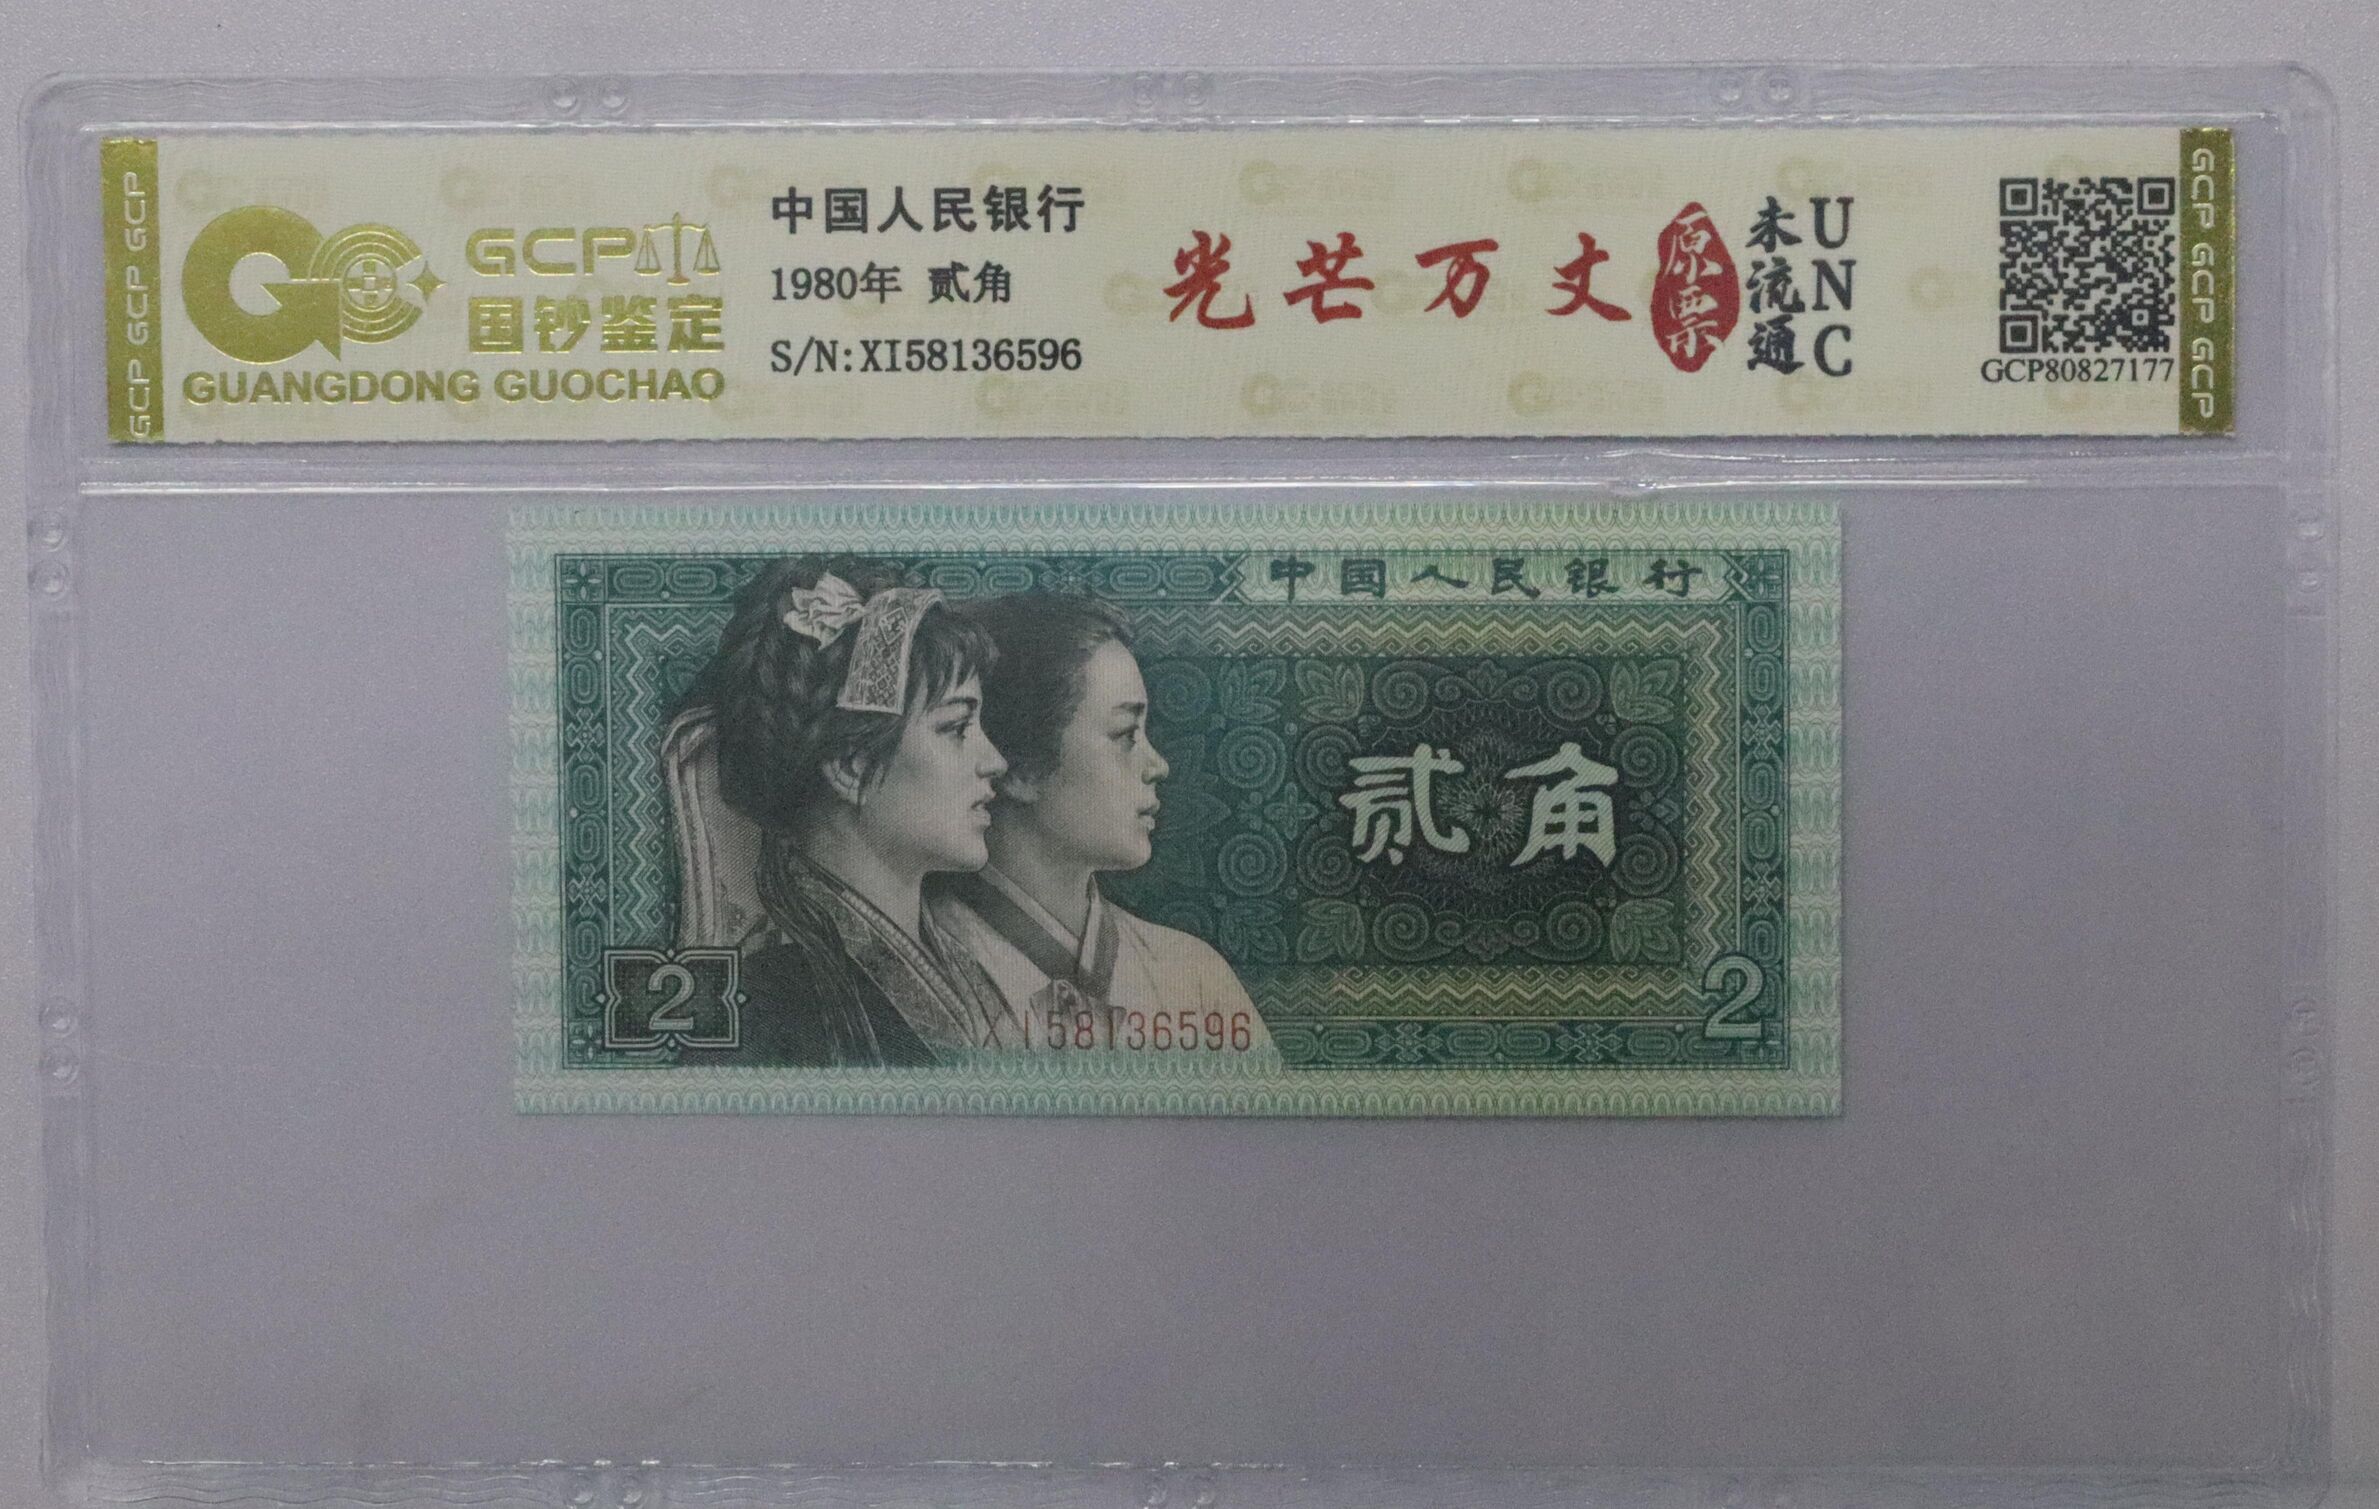 GCP GCP GCP
GCP
国钞鉴定
GUANGDONG GUOCHAO
中国人民银行
1980年 贰角
S/N:XI58136596
光芒万丈
原票
未流通
UNC
GCP80827177
GCP GCP GCP
中国人民银行
贰角
2
XI58136596
2